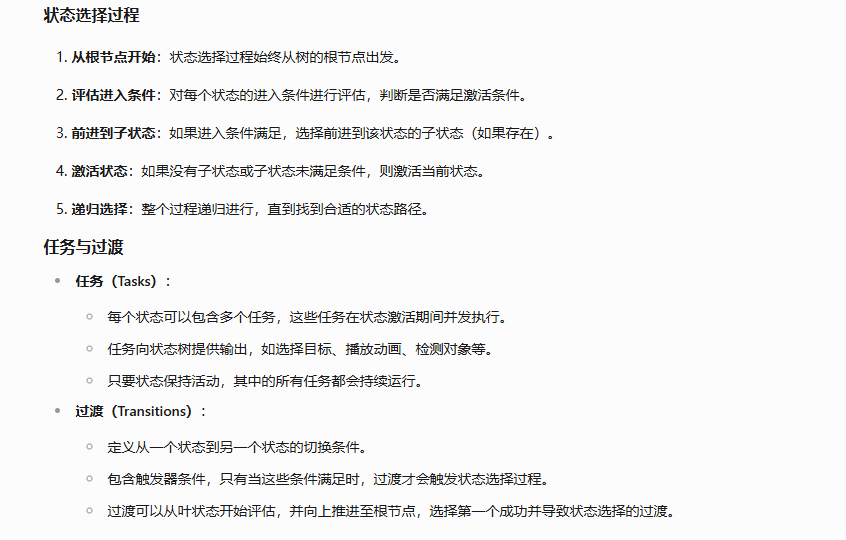 状态选择过程
1. 从根节点开始：状态选择过程始终从树的根节点出发。
2. 评估进入条件：对每个状态的进入条件进行评估，判断是否满足激活条件。
3. 前进到子状态：如果进入条件满足，选择前进到该状态的子状态（如果存在）。
4. 激活状态：如果没有子状态或子状态未满足条件，则激活当前状态。
5. 递归选择：整个过程递归进行，直到找到合适的状态路径。
任务与过渡
任务（Tasks）：
每个状态可以包含多个任务，这些任务在状态激活期间并发执行。
任务向状态树提供输出，如选择目标、播放动画、检测对象等。
只要状态保持活动，其中的所有任务都会持续运行。
过渡（Transitions）：
定义从一个状态到另一个状态的切换条件。
包含触发器条件，只有当这些条件满足时，过渡才会触发状态选择过程。
过渡可以从叶状态开始评估，并向上推进至根节点，选择第一个成功并导致状态选择的过渡。